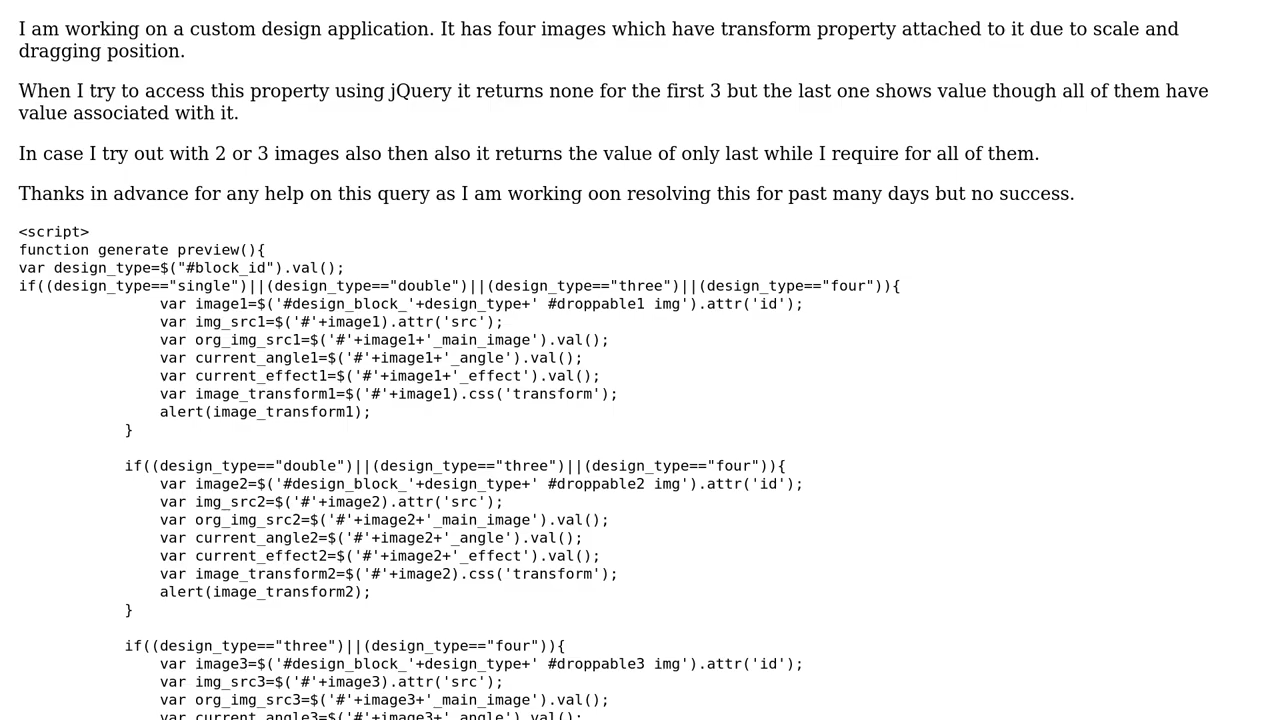 I am working on a custom design application. It has four images which have transform property attached to it due to scale and
dragging position.
When I try to access this property using jQuery it returns none for the first 3 but the last one shows value though all of them have
value associated with it.
In case I try out with 2 or 3 images also then also it returns the value of only last while I require for all of them.
Thanks in advance for any help on this query as I am working oon resolving this for past many days but no success.
<script>
function generate preview(){
var design_type=$("#block_id").val();
if((design_type=="single")||(design_type=="double")||(design_type=="three")||(design_type=="four")){
var image1=$('#design_block_'+design_type+' #droppable1 img').attr('id');
var img_src1=$('#'+image1).attr('src');
var org_img_src1=$('#'+image1+'_main_image').val();
var current_angle1=$('#'+image1+'_angle').val();
var current_effect1=$('#'+image1+'_effect').val();
var image_transform1=$('#'+image1).css('transform');
alert(image_transform1);
}
if((design_type=="double")||(design_type=="three")||(design_type=="four")){
var image2=$('#design_block_'+design_type+' #droppable2 img').attr('id');
var img_src2=$('#'+image2).attr('src');
var org_img_src2=$('#'+image2+'_main_image').val();
var current_angle2=$('#'+image2+'_angle').val();
var current_effect2=$('#'+image2+'_effect').val();
var image_transform2=$('#'+image2).css('transform');
alert(image_transform2);
}
if((design_type=="three")||(design_type=="four")){
var image3=$('#design_block_'+design_type+' #droppable3 img').attr('id');
var img_src3=$('#'+image3).attr('src');
var org_img_src3=$('#'+image3+'_main_image').val();
var current_angle3=$('#'+image3+'_angle').val();